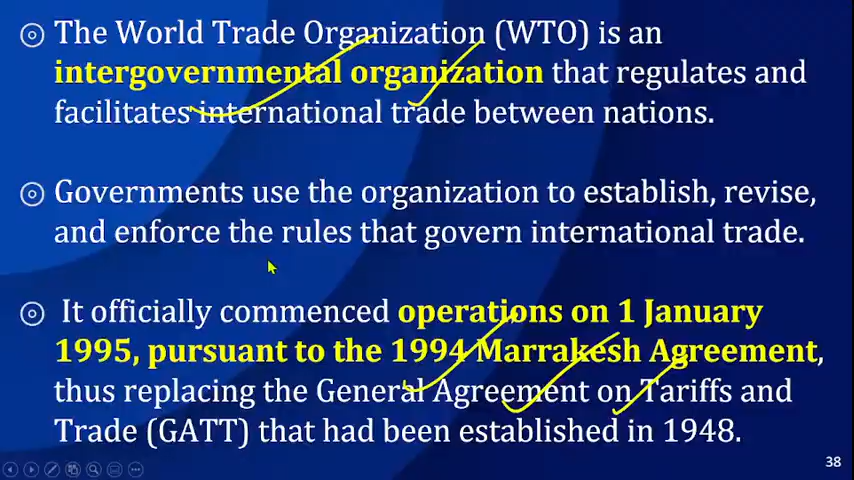 The World Trade Organization (WTO) is an
intergovernmental organization that regulates and
facilitates international trade between nations.
Governments use the organization to establish, revise,
and enforce the rules that govern international trade.
It officially commenced operations on 1 January
1995, pursuant to the 1994 Marrakesh Agreement,
thus replacing the General Agreement on Tariffs and
Trade (GATT) that had been established in 1948.
38